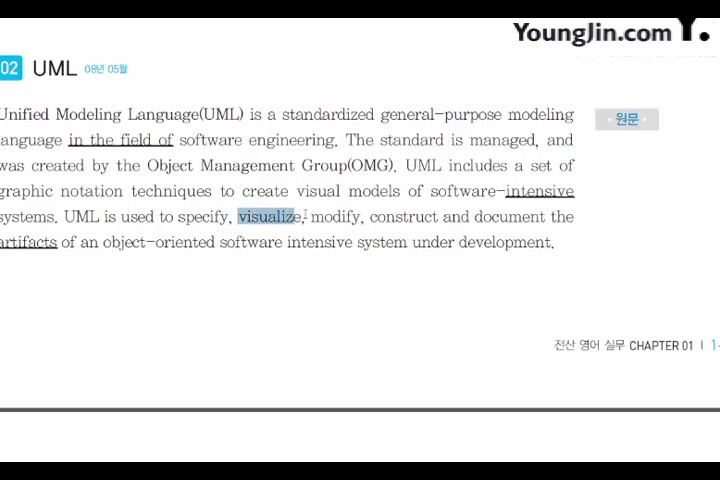 YoungJin.com Y.
02 UML 08년 05월
Unified Modeling Language(UML) is a standardized general-purpose modeling
language in the field of software engineering. The standard is managed, and
was created by the Object Management Group(OMG). UML includes a set of
graphic notation techniques to create visual models of software-intensive
systems. UML is used to specify, visualize, modify, construct and document the
artifacts of an object-oriented software intensive system under development.
원문
전산 영어 실무 CHAPTER 01 | 1-